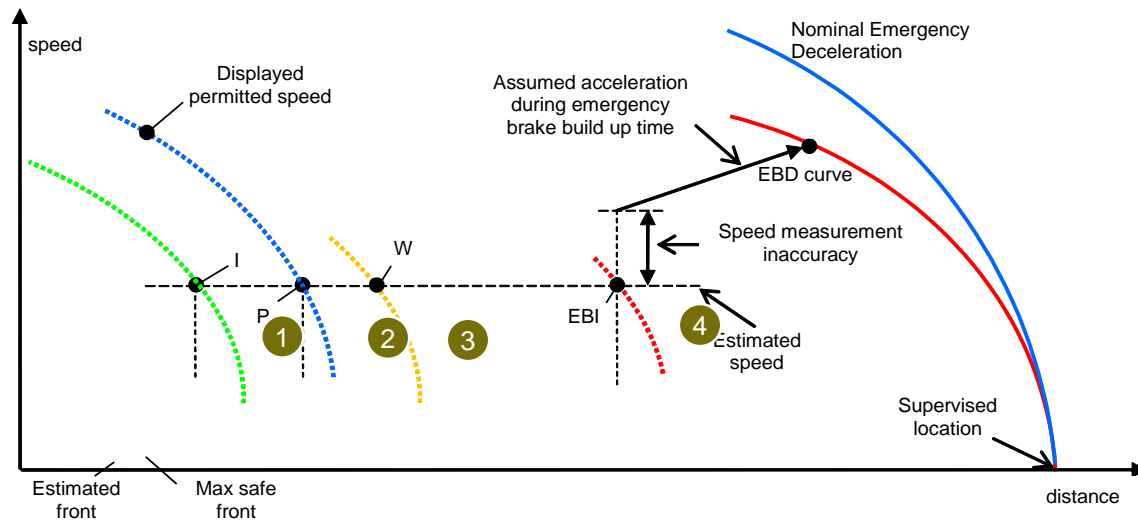 speed
Nominal Emergency
Deceleration
Displayed
permitted speed
Assumed acceleration
during emergency
brake build up time
EBD curve
Speed measurement
inaccuracy
I
W
P
EBI
1
2
3
4
Estimated
speed
Supervised
location
Estimated
front
Max safe
front
distance